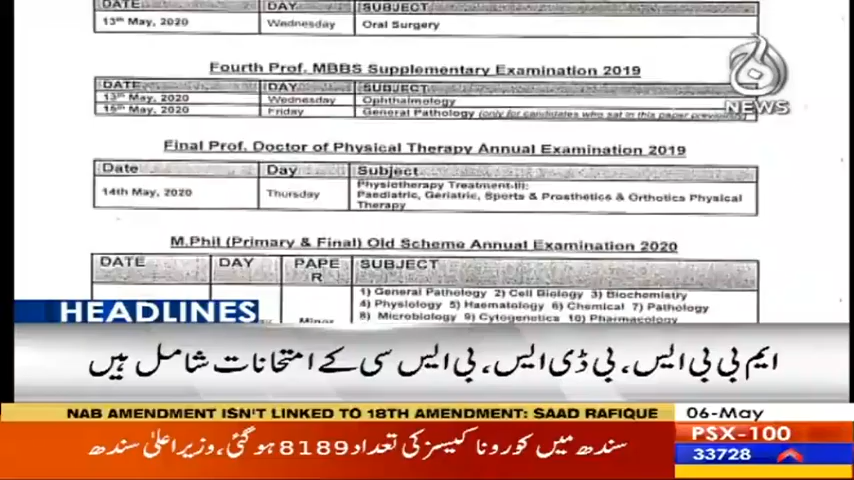 DATE DAY SUBJECT
13th May, 2020 Wednesday Oral Surgery
Fourth Prof. MBBS Supplementary Examination 2019
DATE DAY SUBJECT
13th May, 2020 Wednesday Ophthalmology
15th May, 2020 Friday General Pathology (only for candidates who sat in this paper previously)
NEWS
Final Prof. Doctor of Physical Therapy Annual Examination 2019
Date Day Subject
14th May, 2020 Thursday Physiotherapy Treatment-III:
Paediatric, Geriatric, Sports & Prosthetics & Orthotics Physical
Therapy
M.Phil (Primary & Final) Old Scheme Annual Examination 2020
DATE DAY PAPER SUBJECT
1) General Pathology 2) Cell Biology 3) Biochemistry
4) Physiology 5) Haematology 6) Chemical 7) Pathology
8) Microbiology 9) Cytogenetics 10) Pharmacology
Minor
HEADLINES
ایم بی بی ایس، بی ڈی ایس، بی ایس سی کے امتحانات شامل ہیں
NAB AMENDMENT ISN'T LINKED TO 18TH AMENDMENT: SAAD RAFIQUE
06-May
سندھ میں کورونا کیسز کی تعداد 8189 ہو گئی، وزیراعلیٰ سندھ
PSX-100
33728